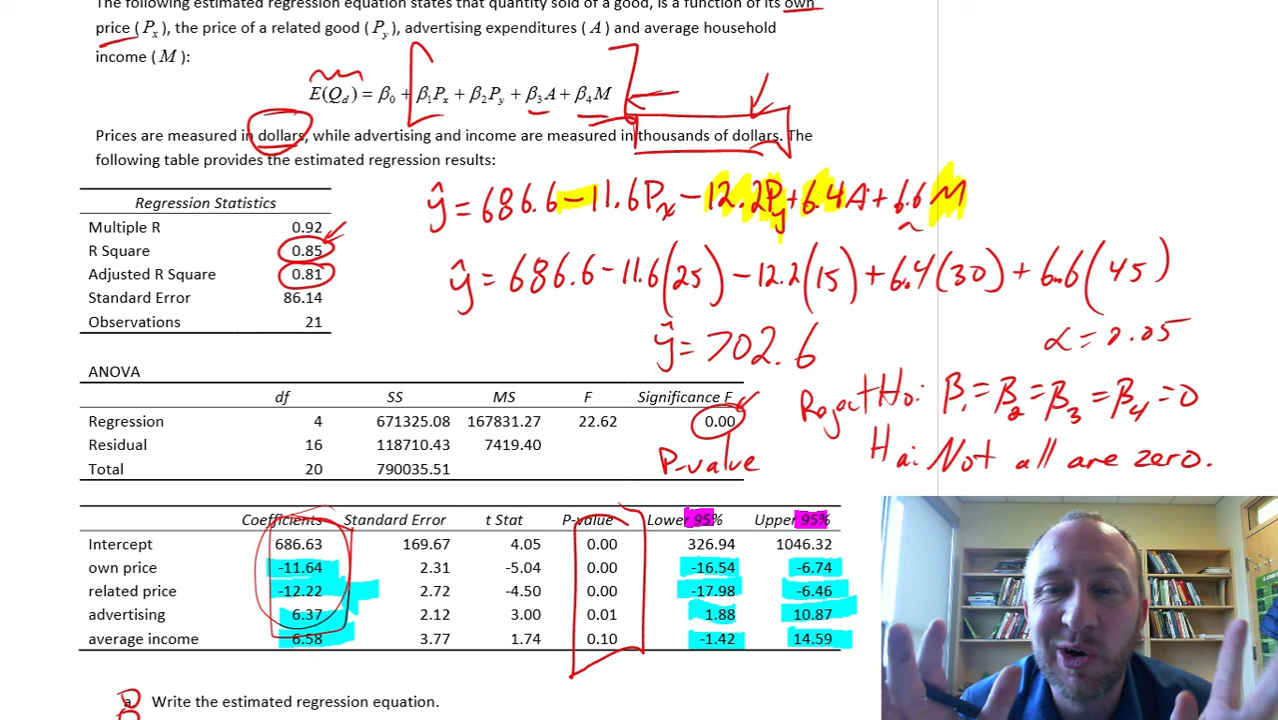 The following estimated regression equation states that quantity sold of a good, is a function of its own
price (Pₓ), the price of a related good (Pᵧ), advertising expenditures (A) and average household
income (M):
E(Q_d) = β₀ + β₁Pₓ + β₂Pᵧ + β₃A + β₄M
Prices are measured in dollars, while advertising and income are measured in thousands of dollars. The
following table provides the estimated regression results:
ŷ = 686.6 - 11.6Pₓ - 12.2Pᵧ + 6.4A + 6.6M
ŷ = 686.6 - 11.6(25) - 12.2(15) + 6.4(30) + 6.6(45)
ŷ = 702.6
α = 0.05
Reject Ho: β₁ = β₂ = β₃ = β₄ = 0
Ha: Not all are zero.
Regression Statistics
Multiple R 0.92
R Square 0.85
Adjusted R Square 0.81
Standard Error 86.14
Observations 21
ANOVA
df SS MS F Significance F
Regression 4 671325.08 167831.27 22.62 0.00
Residual 16 118710.43 7419.40
Total 20 790035.51
P-value
Coefficients Standard Error t Stat P-value Lower 95% Upper 95%
Intercept 686.63 169.67 4.05 0.00 326.94 1046.32
own price -11.64 2.31 -5.04 0.00 -16.54 -6.74
related price -12.22 2.72 -4.50 0.00 -17.98 -6.46
advertising 6.37 2.12 3.00 0.01 1.88 10.87
average income 6.58 3.77 1.74 0.10 -1.42 14.59
a. Write the estimated regression equation.